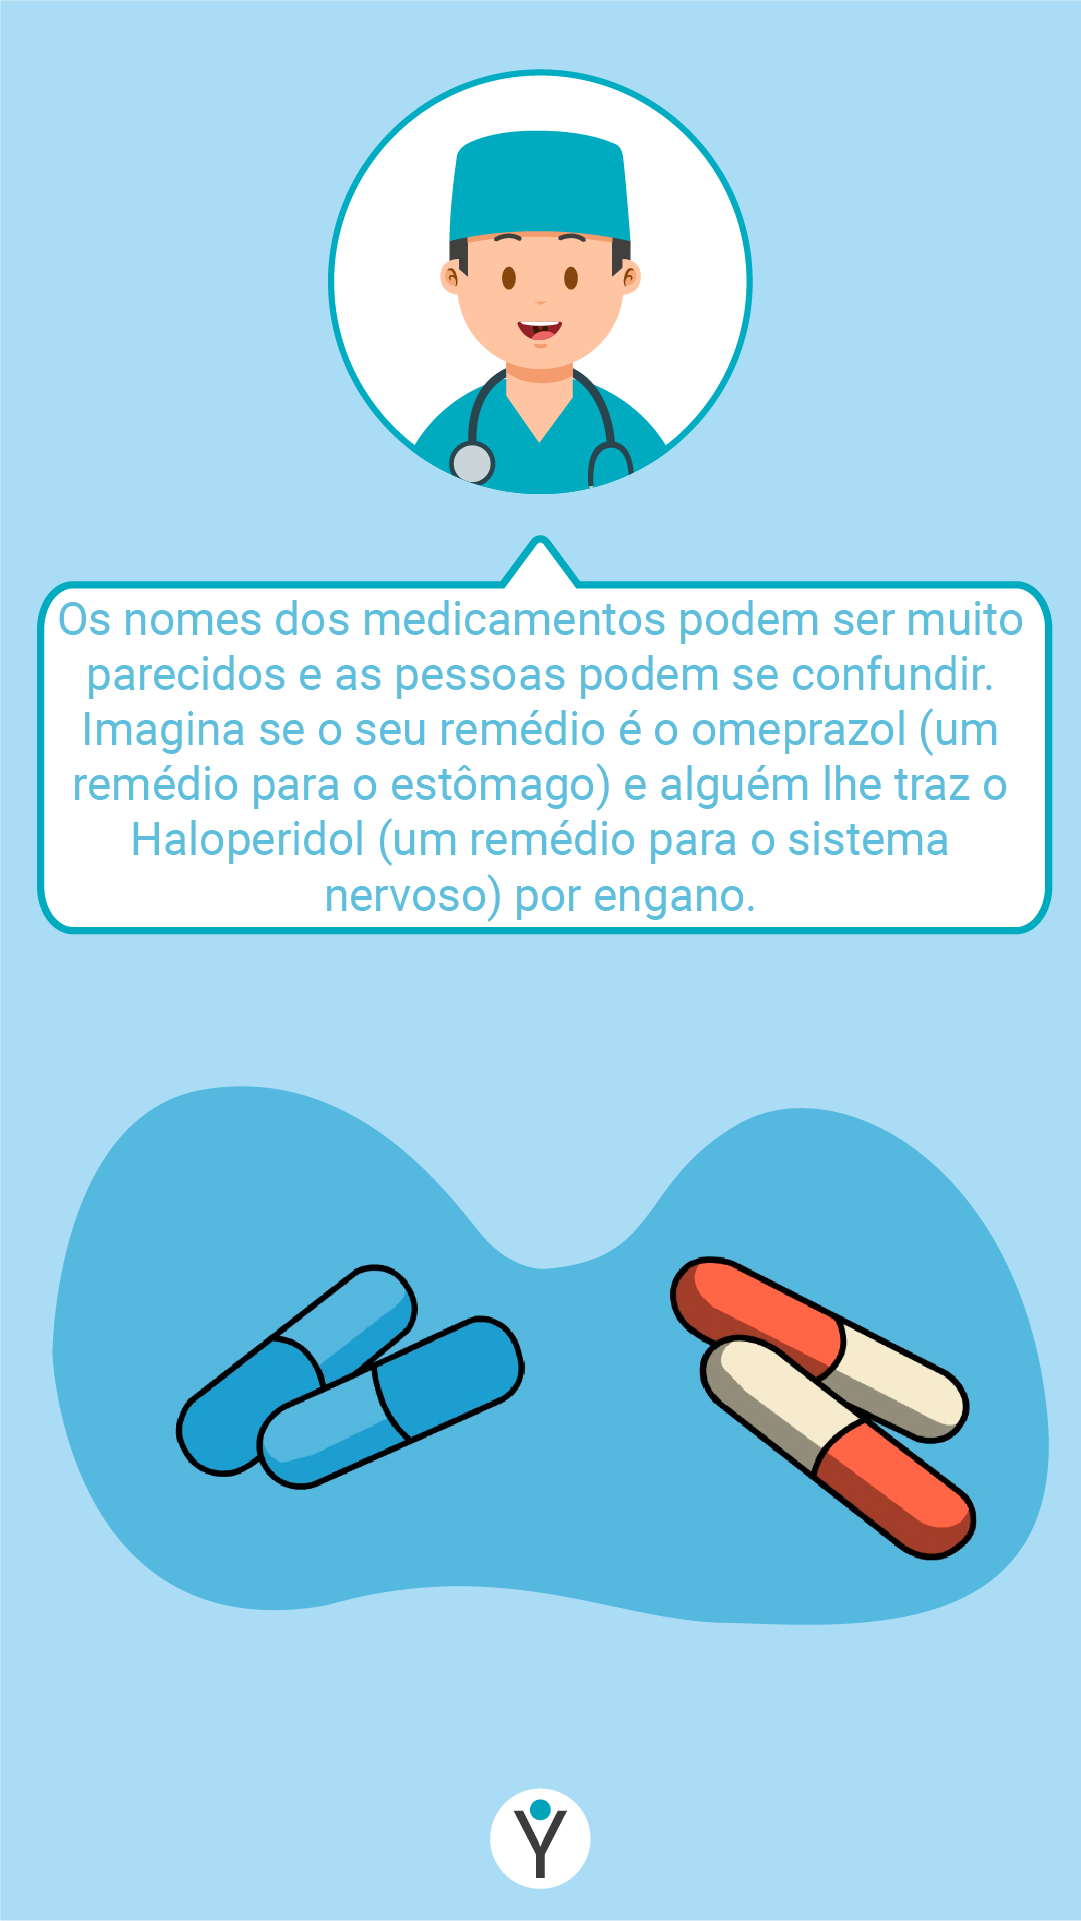 Os nomes dos medicamentos podem ser muito
parecidos e as pessoas podem se confundir.
Imagina se o seu remédio é o omeprazol (um
remédio para o estômago) e alguém lhe traz o
Haloperidol (um remédio para o sistema
nervoso) por engano.
Y